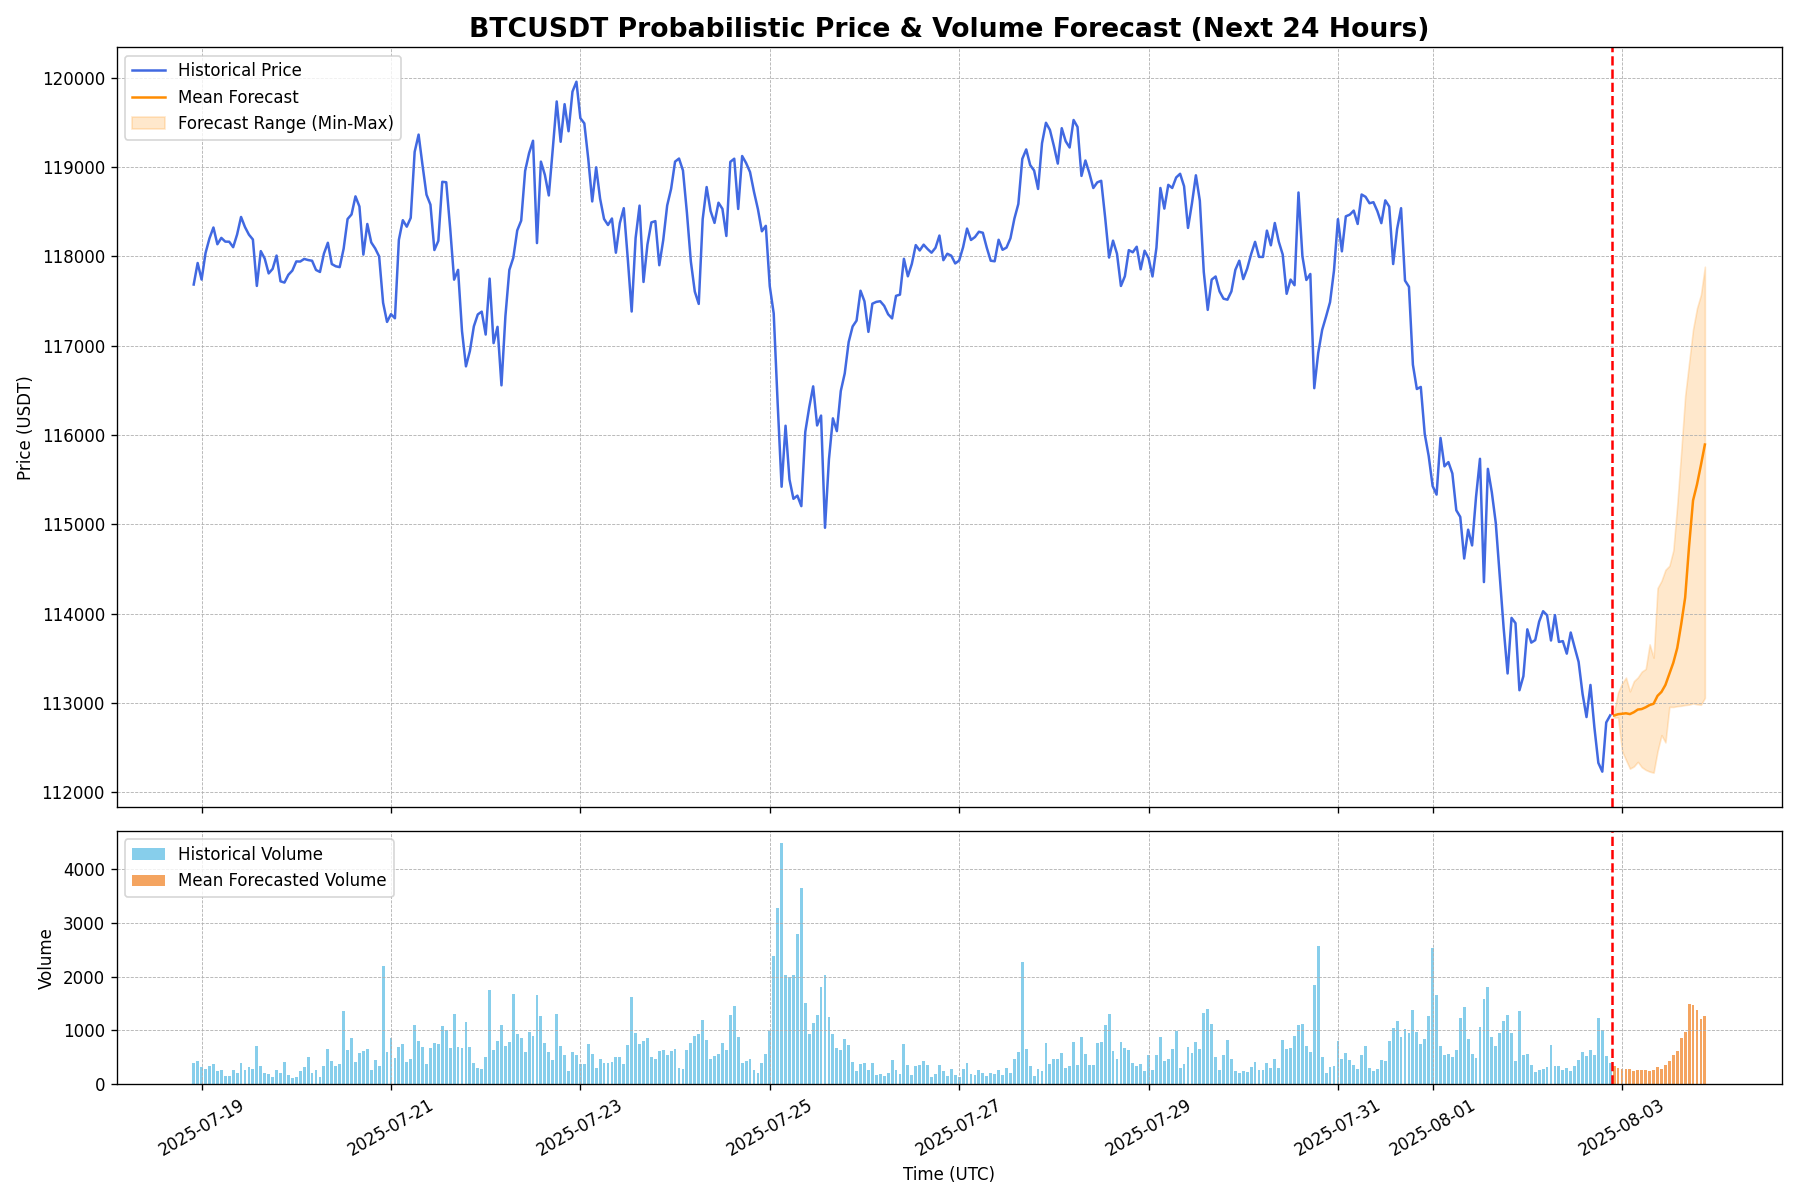 BTCUSDT Probabilistic Price & Volume Forecast (Next 24 Hours)
Historical Price
Mean Forecast
Forecast Range (Min-Max)
Price (USDT)
120000
119000
118000
117000
116000
115000
114000
113000
112000
Historical Volume
Mean Forecasted Volume
Volume
4000
3000
2000
1000
0
2025-07-19
2025-07-21
2025-07-23
2025-07-25
2025-07-27
2025-07-29
2025-07-31
2025-08-01
2025-08-03
Time (UTC)